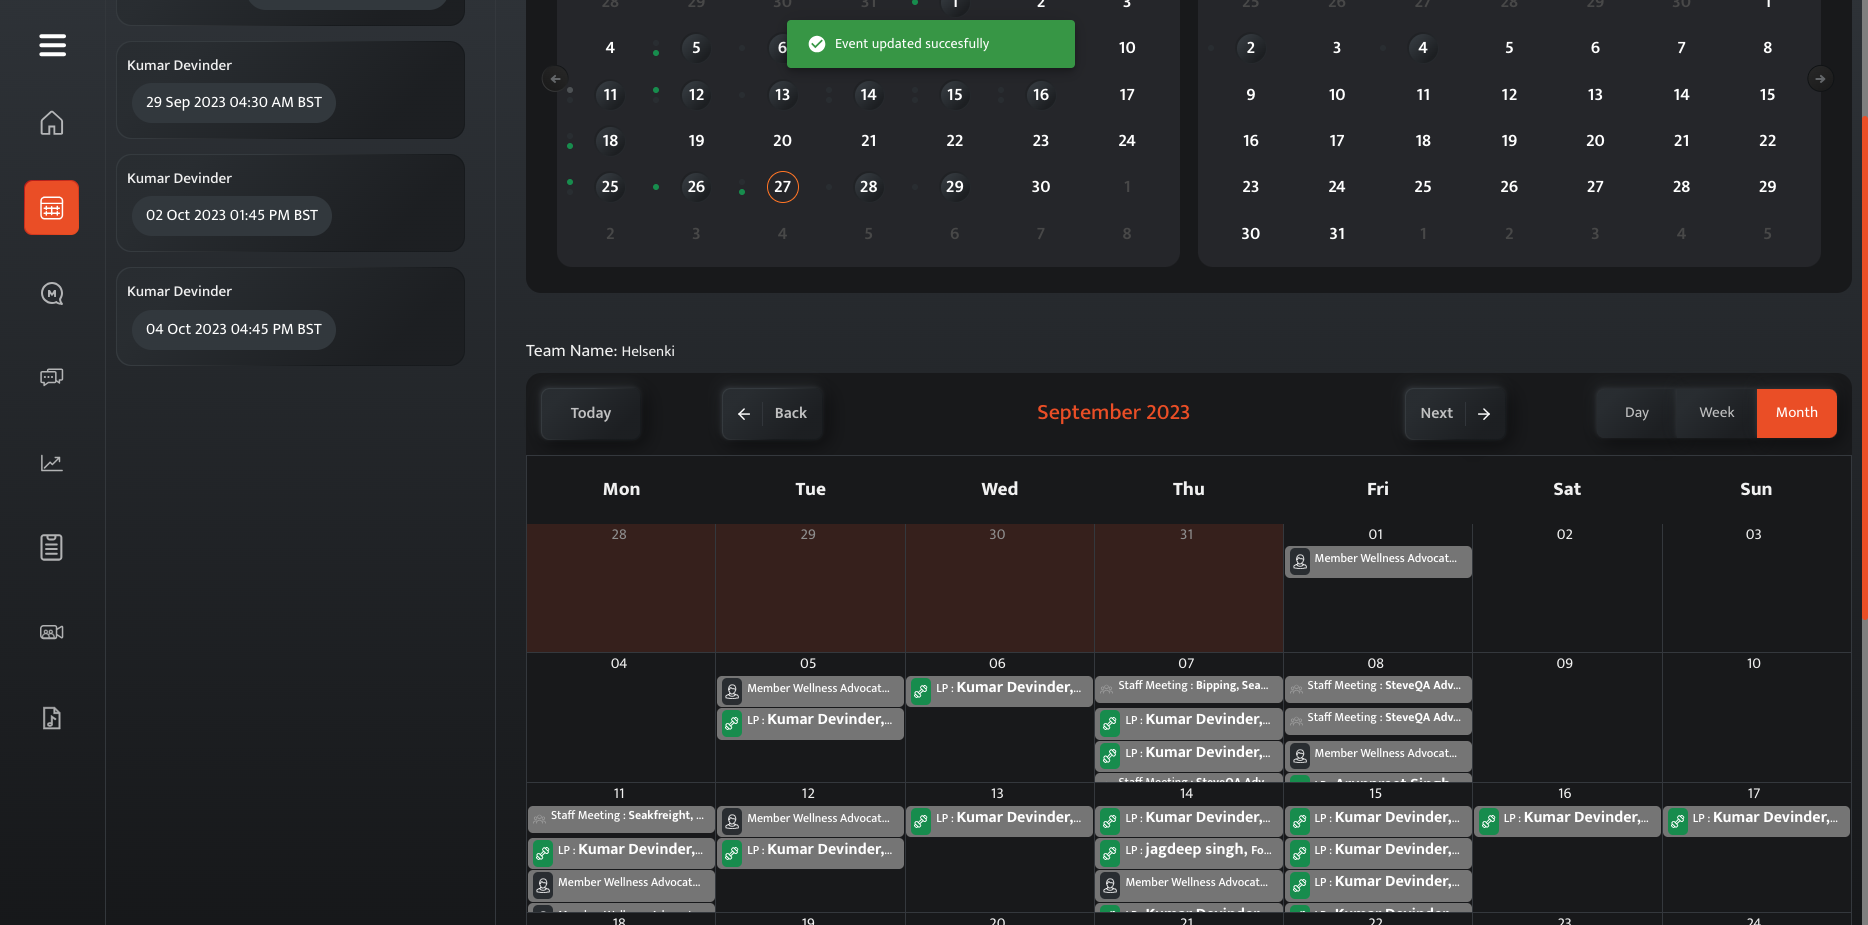 28 29 30 31 1 2 3
25 26 27 28 29 30 1
Event updated succesfully
4 5 6 10
2 3 4 5 6 7 8
11 12 13 14 15 16 17
9 10 11 12 13 14 15
18 19 20 21 22 23 24
16 17 18 19 20 21 22
25 26 27 28 29 30 1
23 24 25 26 27 28 29
2 3 4 5 6 7 8
30 31 1 2 3 4 5
Kumar Devinder
29 Sep 2023 04:30 AM BST
Kumar Devinder
02 Oct 2023 01:45 PM BST
Kumar Devinder
04 Oct 2023 04:45 PM BST
M
Team Name: Helsenki
Today
Back
September 2023
Next
Day Week Month
Mon Tue Wed Thu Fri Sat Sun
28 29 30 31 01 02 03
Member Wellness Advocat...
04 05 06 07 08 09 10
Member Wellness Advocat...
LP : Kumar Devinder,...
LP : Kumar Devinder,...
Staff Meeting : Bipping, Sea...
LP : Kumar Devinder,...
LP : Kumar Devinder,...
Staff Meeting : SteveQA Adv...
Staff Meeting : SteveQA Adv...
Staff Meeting : SteveQA Adv...
Member Wellness Advocat...
11 12 13 14 15 16 17
Staff Meeting : Seakfreight, ...
LP : Kumar Devinder,...
Member Wellness Advocat...
Member Wellness Advocat...
LP : Kumar Devinder,...
LP : Kumar Devinder,...
LP : Kumar Devinder,...
LP : jagdeep singh, Fo...
Member Wellness Advocat...
LP : Kumar Devinder,...
LP : Kumar Devinder,...
LP : Kumar Devinder,...
LP : Kumar Devinder,...
LP : Kumar Devinder,...
18 19 20 21 22 23 24